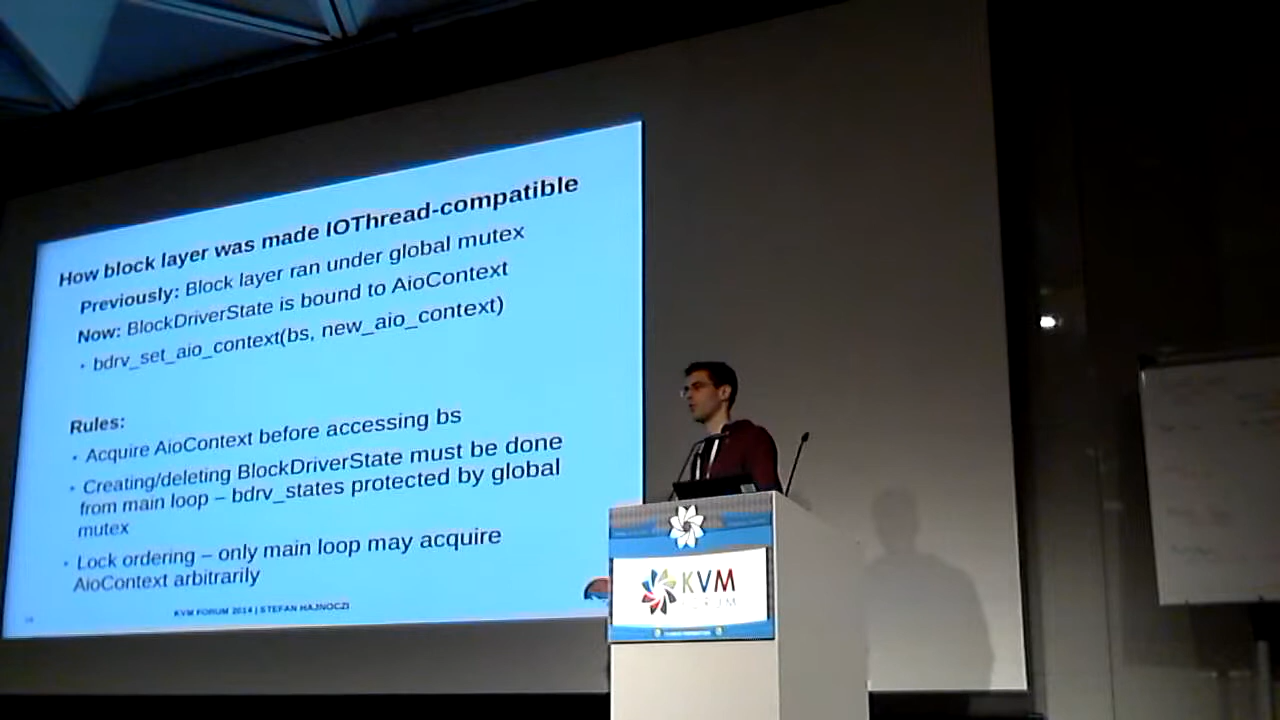 How block layer was made IOThread-compatible
Previously: Block layer ran under global mutex
Now: BlockDriverState is bound to AioContext
• bdrv_set_aio_context(bs, new_aio_context)
Rules:
• Acquire AioContext before accessing bs
• Creating/deleting BlockDriverState must be done
from main loop – bdrv_states protected by global
mutex
• Lock ordering – only main loop may acquire
AioContext arbitrarily
KVM FORUM 2014 | STEFAN HAJNOCZI
KVM
FORUM